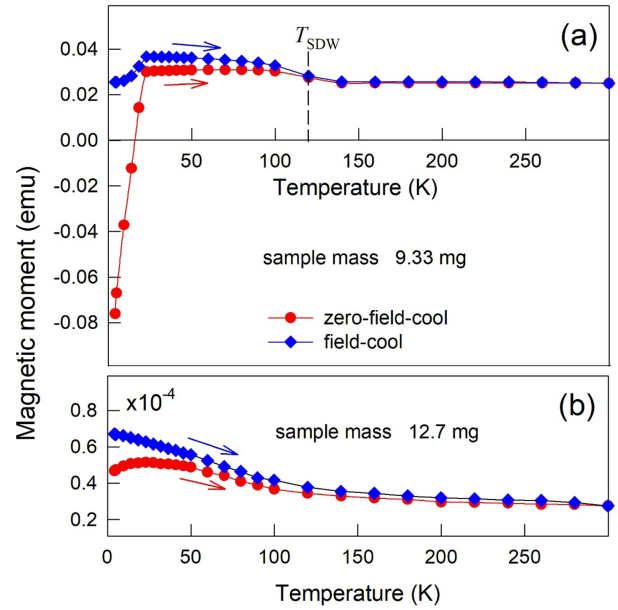 T_SDW
(a)
0.04
0.02
0.00
-0.02
-0.04
-0.06
-0.08
50 100 150 200 250
Temperature (K)
sample mass 9.33 mg
zero-field-cool
field-cool
Magnetic moment (emu)
x10^-4
(b)
sample mass 12.7 mg
0.8
0.6
0.4
0.2
0 50 100 150 200 250
Temperature (K)